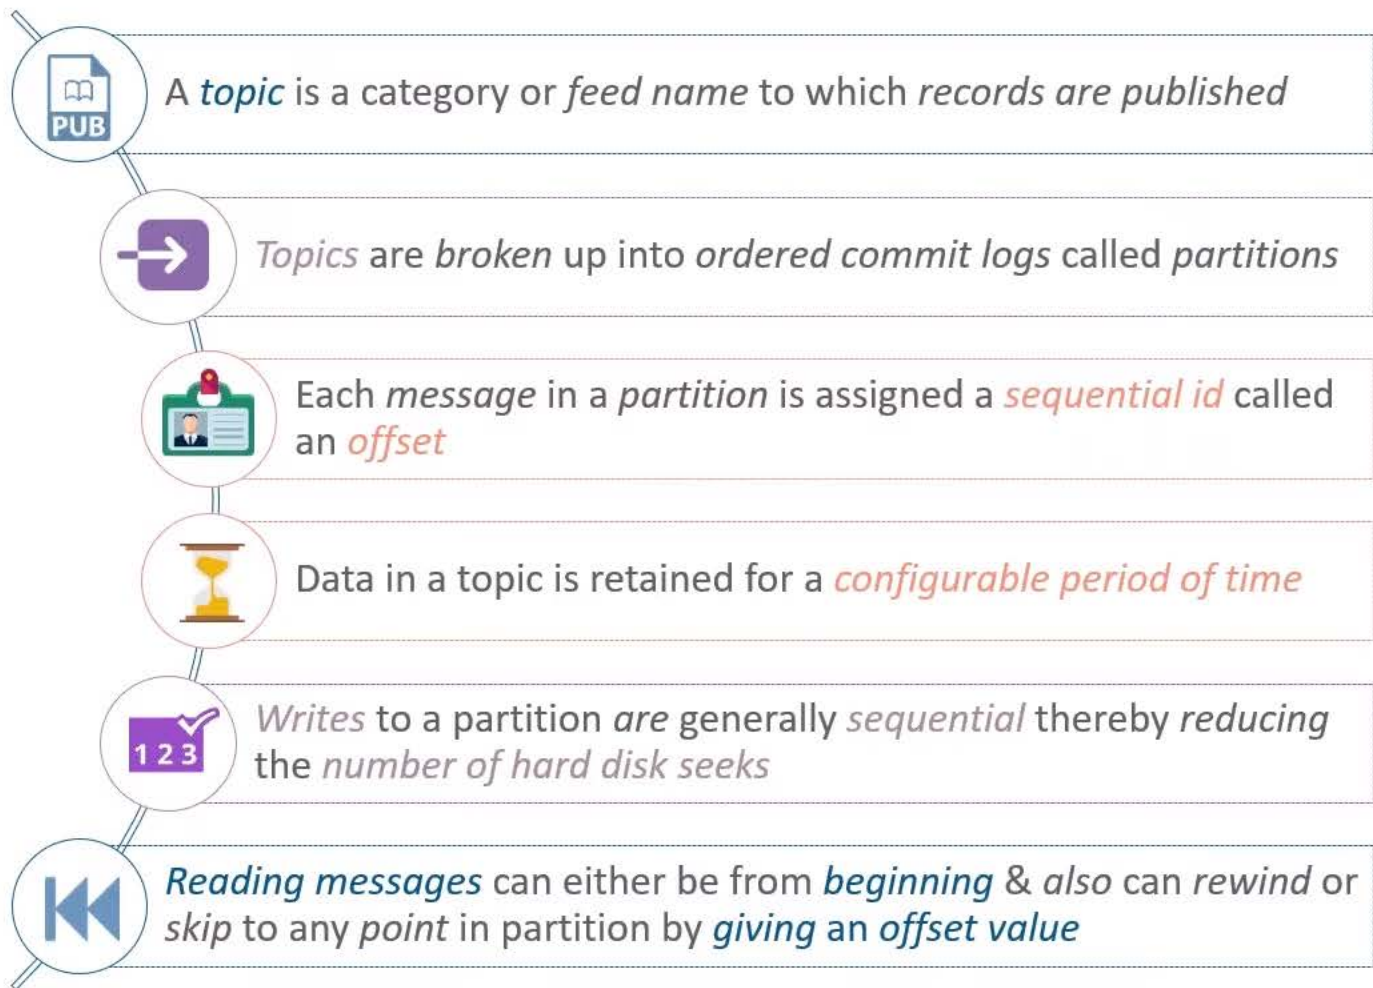 PUB
A topic is a category or feed name to which records are published
Topics are broken up into ordered commit logs called partitions
Each message in a partition is assigned a sequential id called
an offset
Data in a topic is retained for a configurable period of time
1 2 3
Writes to a partition are generally sequential thereby reducing
the number of hard disk seeks
Reading messages can either be from beginning & also can rewind or
skip to any point in partition by giving an offset value